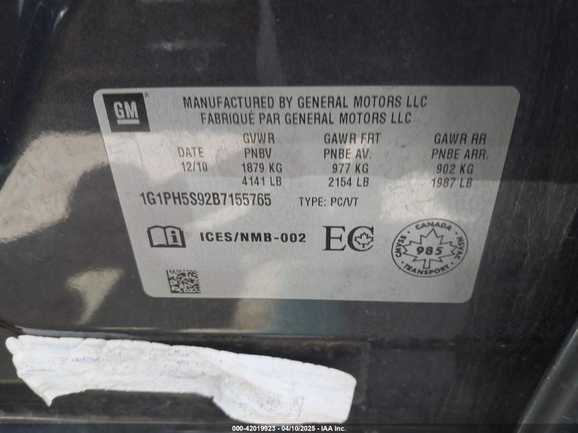 GM
MANUFACTURED BY GENERAL MOTORS LLC
FABRIQUÉ PAR GENERAL MOTORS LLC
DATE
12/10
GVWR
PNBV
1879 KG
4141 LB
GAWR FRT
PNBE AV.
977 KG
2154 LB
GAWR RR
PNBE ARR.
902 KG
1987 LB
1G1PH5S92B7155765
TYPE: PC/VT
ICES/NMB-002
EC
CANADA
985
TRANSPORT
000-42019923 - 04/10/2025 - IAA Inc.